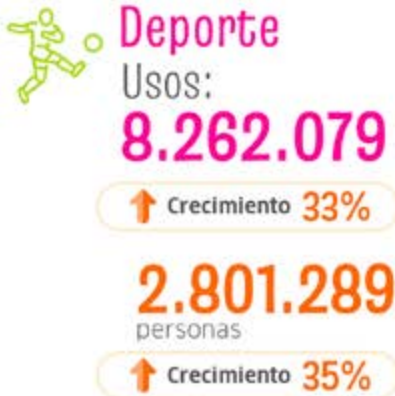 Deporte
Usos:
8.262.079
Crecimiento 33%
2.801.289
personas
Crecimiento 35%